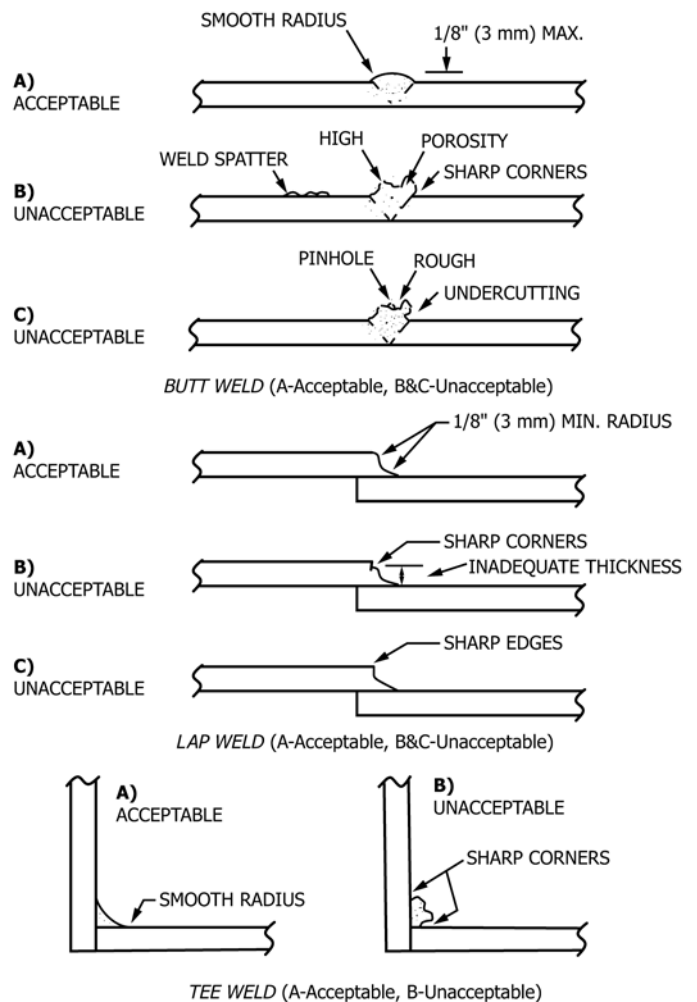 SMOOTH RADIUS
1/8" (3 mm) MAX.
A)
ACCEPTABLE
HIGH
POROSITY
WELD SPATTER
SHARP CORNERS
B)
UNACCEPTABLE
PINHOLE
ROUGH
UNDERCUTTING
C)
UNACCEPTABLE
BUTT WELD (A-Acceptable, B&C-Unacceptable)
1/8" (3 mm) MIN. RADIUS
A)
ACCEPTABLE
SHARP CORNERS
B)
INADEQUATE THICKNESS
UNACCEPTABLE
SHARP EDGES
C)
UNACCEPTABLE
LAP WELD (A-Acceptable, B&C-Unacceptable)
A)
ACCEPTABLE
SMOOTH RADIUS
B)
UNACCEPTABLE
SHARP CORNERS
TEE WELD (A-Acceptable, B-Unacceptable)